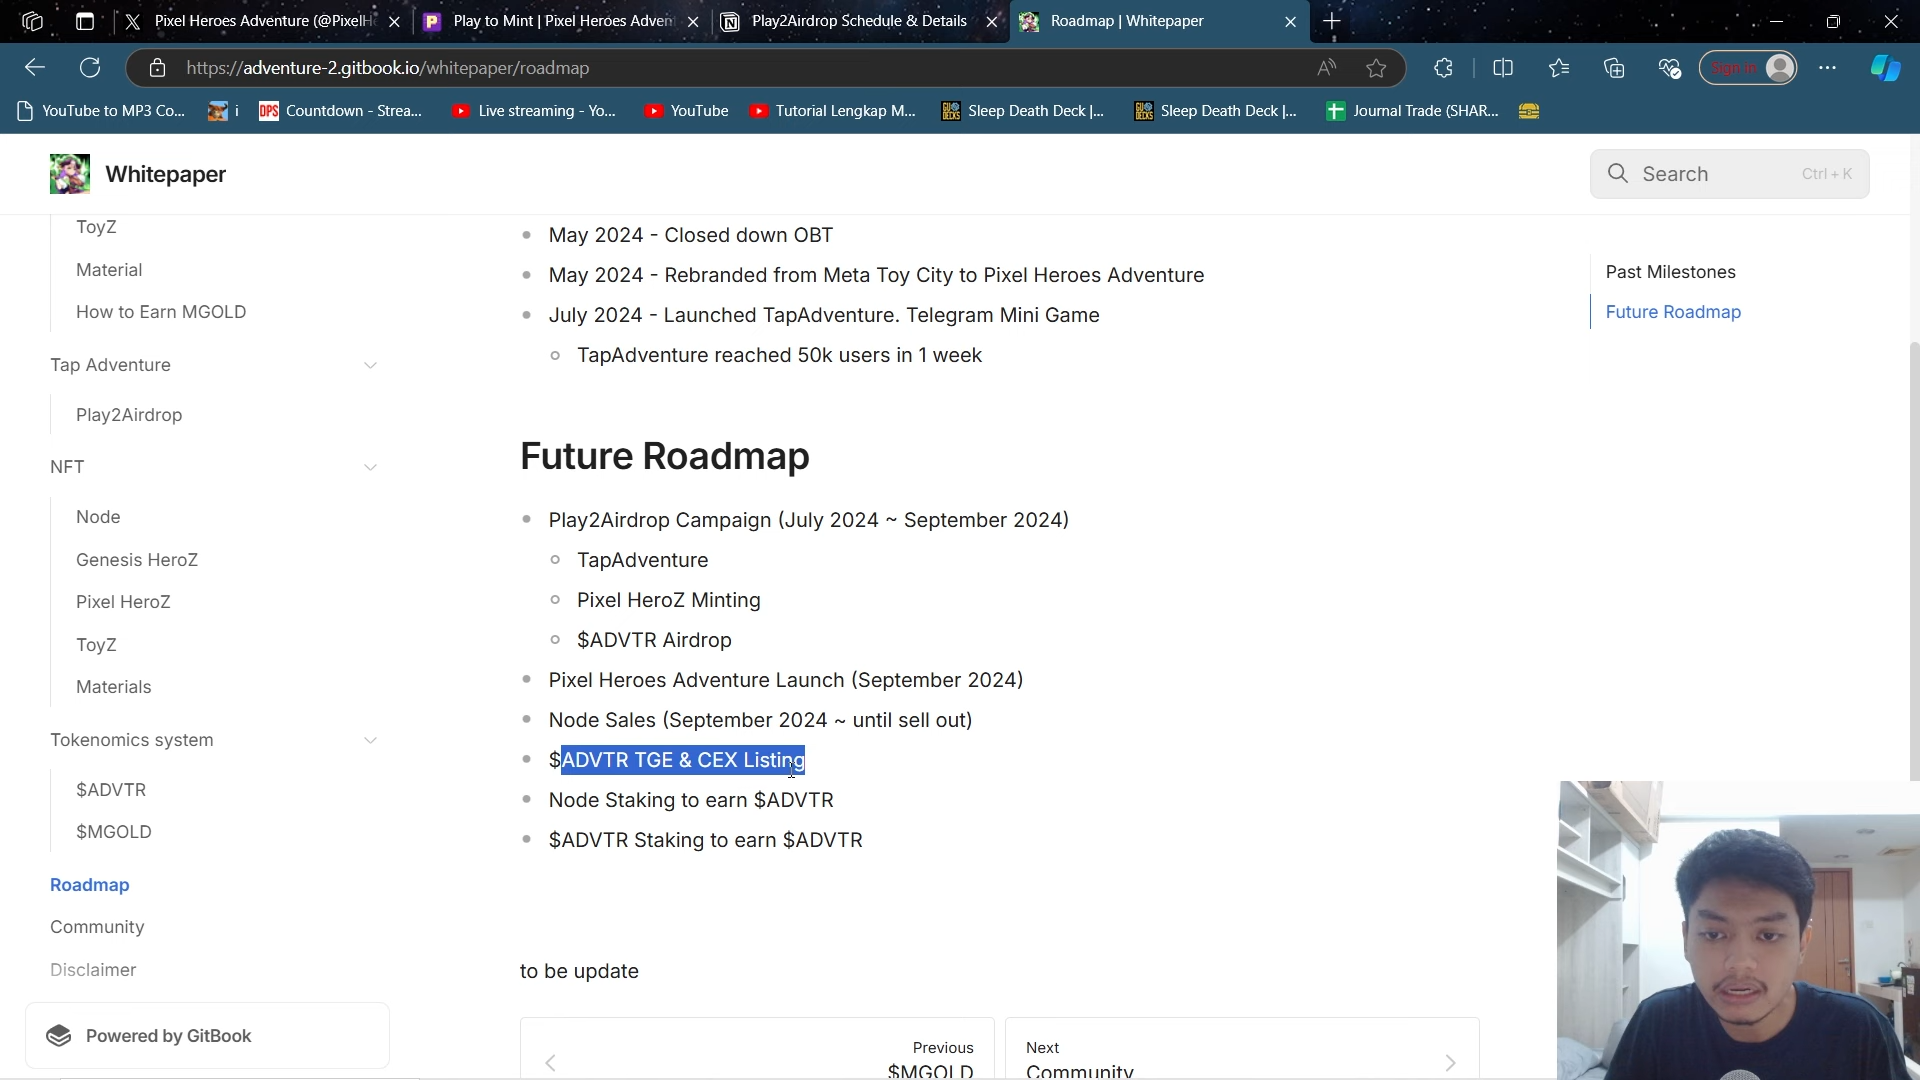 Pixel Heroes Adventure (@PixelH
Play to Mint | Pixel Heroes Adven
Play2Airdrop Schedule & Details
Roadmap | Whitepaper
https://adventure-2.gitbook.io/whitepaper/roadmap
Sign in
YouTube to MP3 Co...
i
DPS Countdown - Strea...
Live streaming - Yo...
YouTube
Tutorial Lengkap M...
GU DECKS Sleep Death Deck |...
GU DECKS Sleep Death Deck |...
Journal Trade (SHAR...
Whitepaper
Search
Ctrl + K
ToyZ
Material
How to Earn MGOLD
Tap Adventure
Play2Airdrop
NFT
Node
Genesis HeroZ
Pixel HeroZ
ToyZ
Materials
Tokenomics system
$ADVTR
$MGOLD
Roadmap
Community
Disclaimer
Powered by GitBook
May 2024 - Closed down OBT
May 2024 - Rebranded from Meta Toy City to Pixel Heroes Adventure
July 2024 - Launched TapAdventure. Telegram Mini Game
TapAdventure reached 50k users in 1 week
Future Roadmap
Play2Airdrop Campaign (July 2024 ~ September 2024)
TapAdventure
Pixel HeroZ Minting
$ADVTR Airdrop
Pixel Heroes Adventure Launch (September 2024)
Node Sales (September 2024 ~ until sell out)
$ADVTR TGE & CEX Listing
Node Staking to earn $ADVTR
$ADVTR Staking to earn $ADVTR
to be update
Previous
$MGOLD
Next
Community
Past Milestones
Future Roadmap